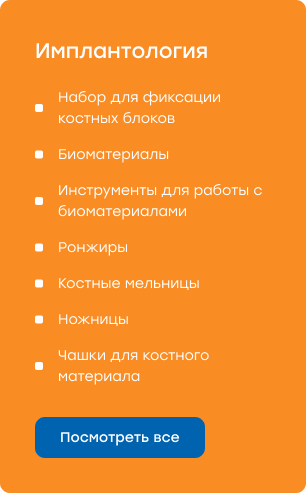 Имплантология
Набор для фиксации
костных блоков
Биоматериалы
Инструменты для работы с
биоматериалами
Ронжиры
Костные мельницы
Ножницы
Чашки для костного
материала
Посмотреть все